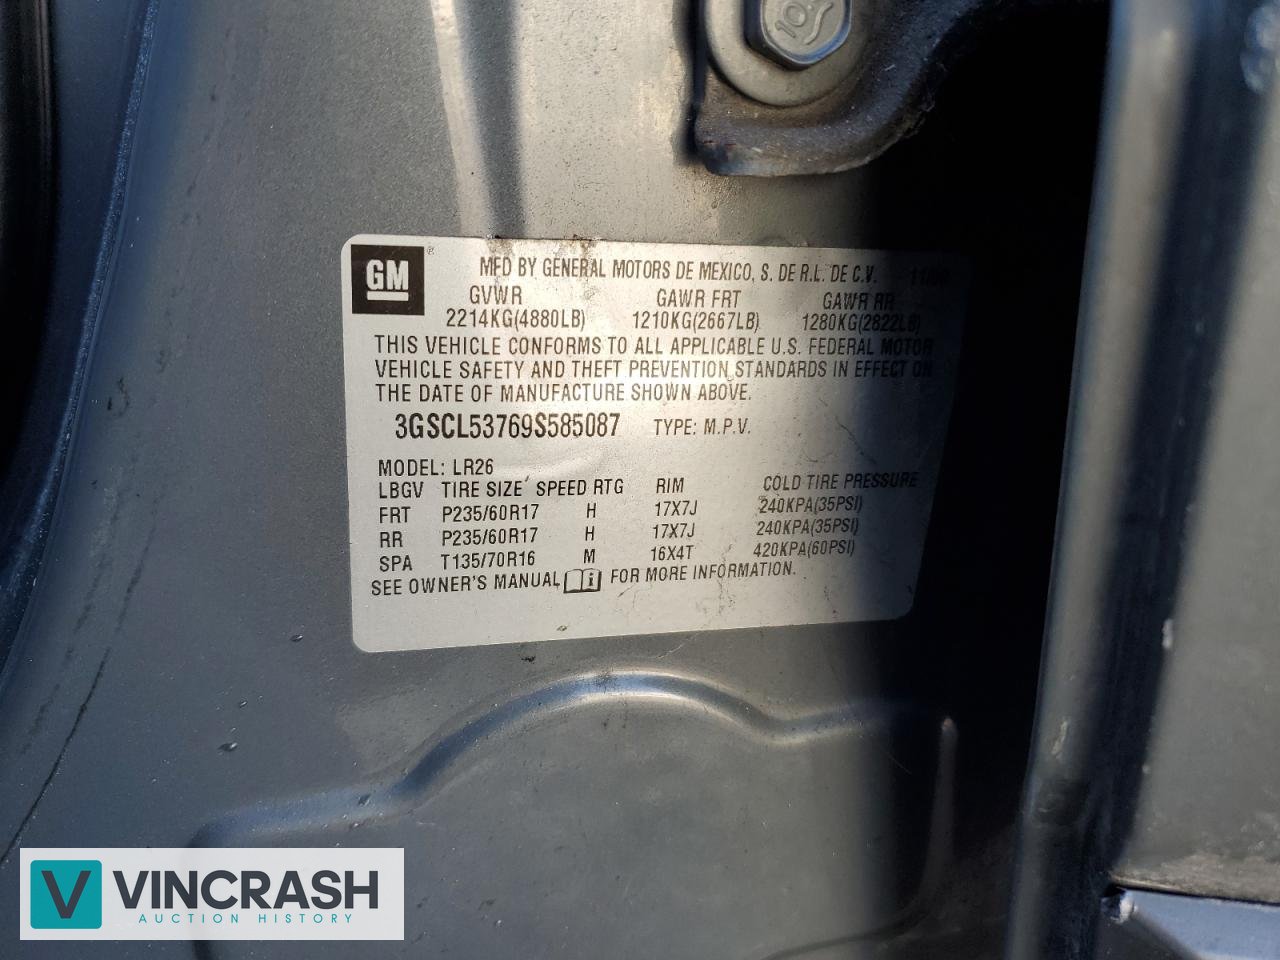 10.9
GM
MFD BY GENERAL MOTORS DE MEXICO, S. DE R.L. DE C.V.
GVWR GAWR FRT GAWR RR
2214KG(4880LB) 1210KG(2667LB) 1280KG(2822LB)
THIS VEHICLE CONFORMS TO ALL APPLICABLE U.S. FEDERAL MOTOR
VEHICLE SAFETY AND THEFT PREVENTION STANDARDS IN EFFECT ON
THE DATE OF MANUFACTURE SHOWN ABOVE.
3GSCL53769S585087 TYPE: M.P.V.
MODEL: LR26
LBGV TIRE SIZE SPEED RTG RIM COLD TIRE PRESSURE
FRT P235/60R17 H 17X7J 240KPA(35PSI)
RR P235/60R17 H 17X7J 240KPA(35PSI)
SPA T135/70R16 M 16X4T 420KPA(60PSI)
SEE OWNER'S MANUAL FOR MORE INFORMATION.
V VINCRASH
AUCTION HISTORY